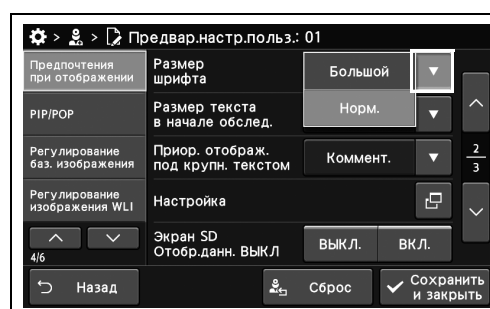 > > Предвар.настр.польз.: 01
Предпочтения
при отображении
PIP/POP
Регулирование
баз. изображения
Регулирование
изображения WLI
4/6
Размер
шрифта
Большой
Норм.
Размер текста
в начале обслед.
Приор. отображ.
под крупн. текстом
Коммент.
Настройка
Экран SD
Отобр.данн. ВЫКЛ
ВЫКЛ.
ВКЛ.
2
3
Назад
Сброс
Сохранить
и закрыть